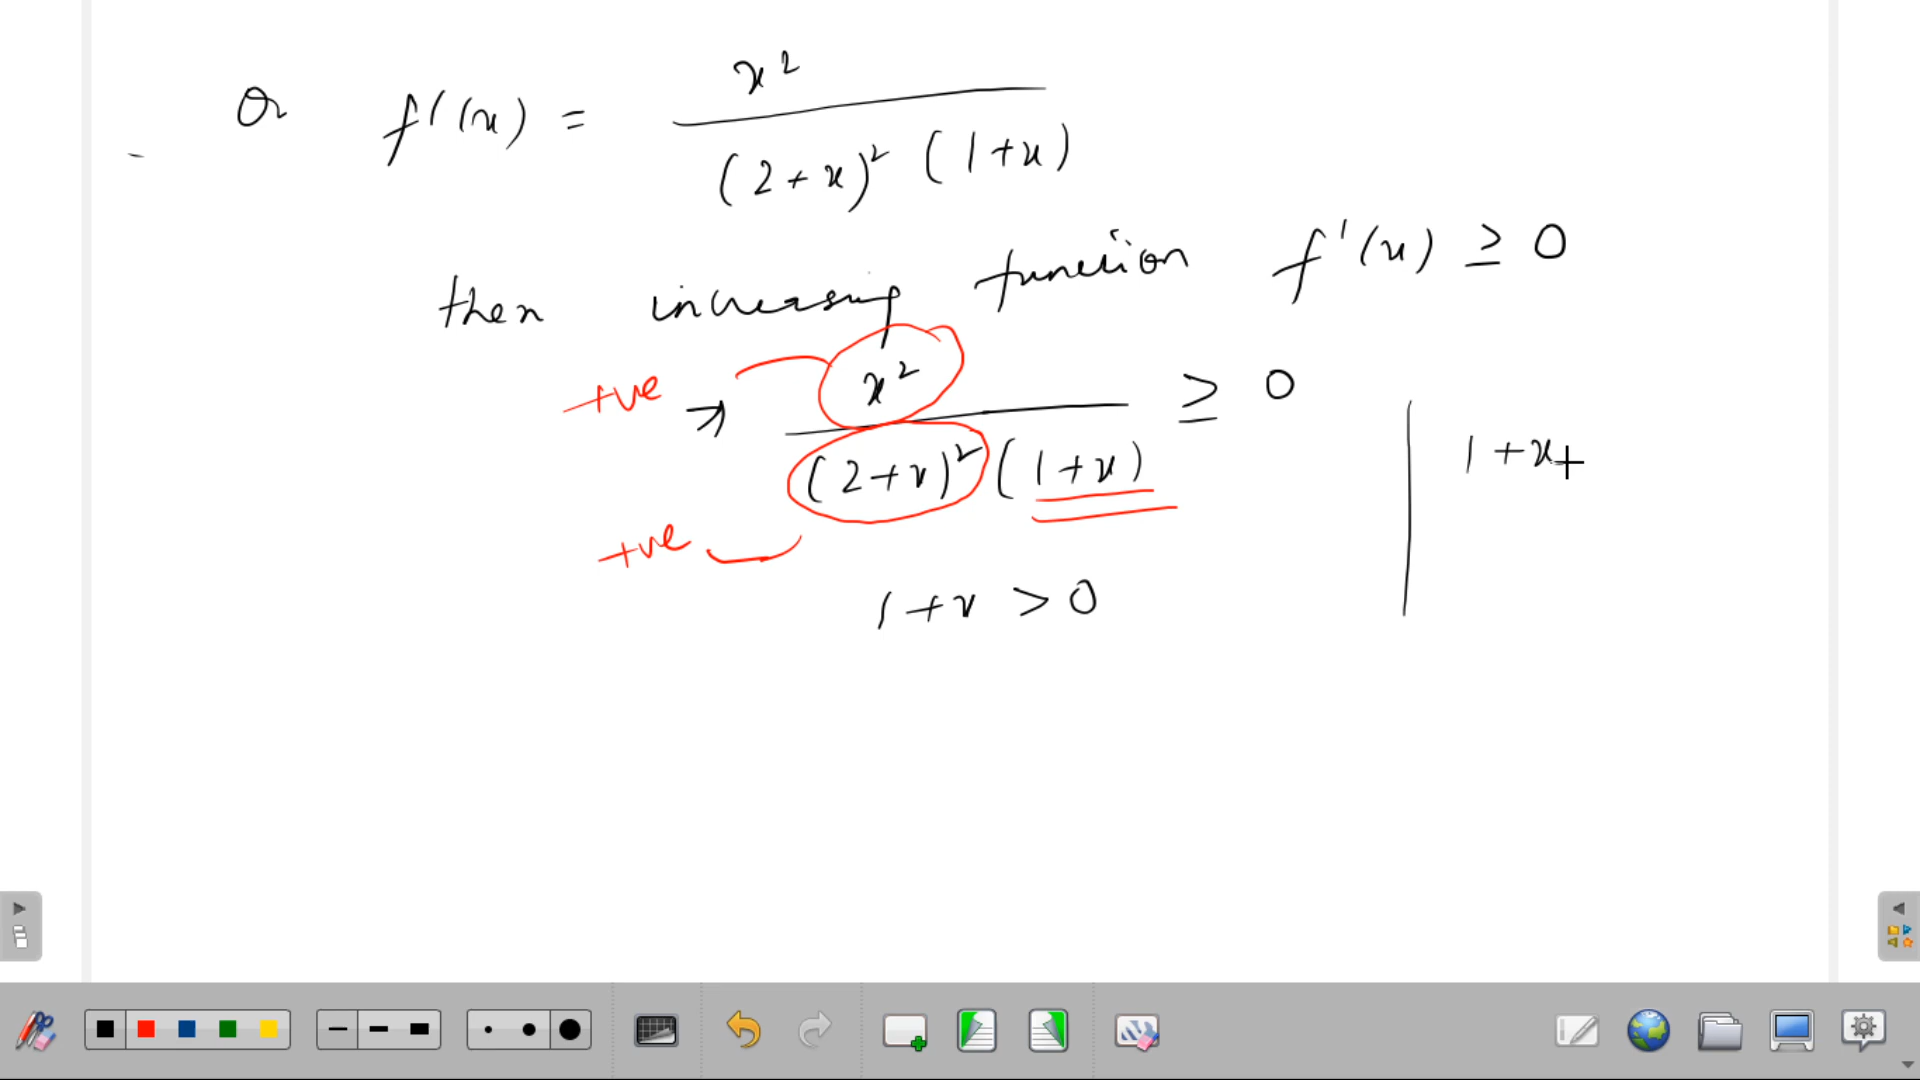 Or f'(x) = x² / (2+x)² (1+x)
then increasing function f'(x) ≥ 0
+ve ⇒ x² / (2+x)² (1+x) ≥ 0
1+x
+ve
1+x > 0